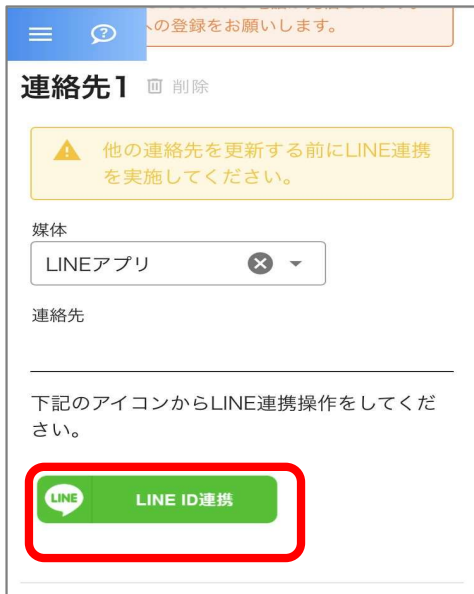 への登録をお願いします。
連絡先1 削除
他の連絡先を更新する前にLINE連携
を実施してください。
媒体
LINEアプリ
連絡先
下記のアイコンからLINE連携操作をしてくだ
さい。
LINE LINE ID連携